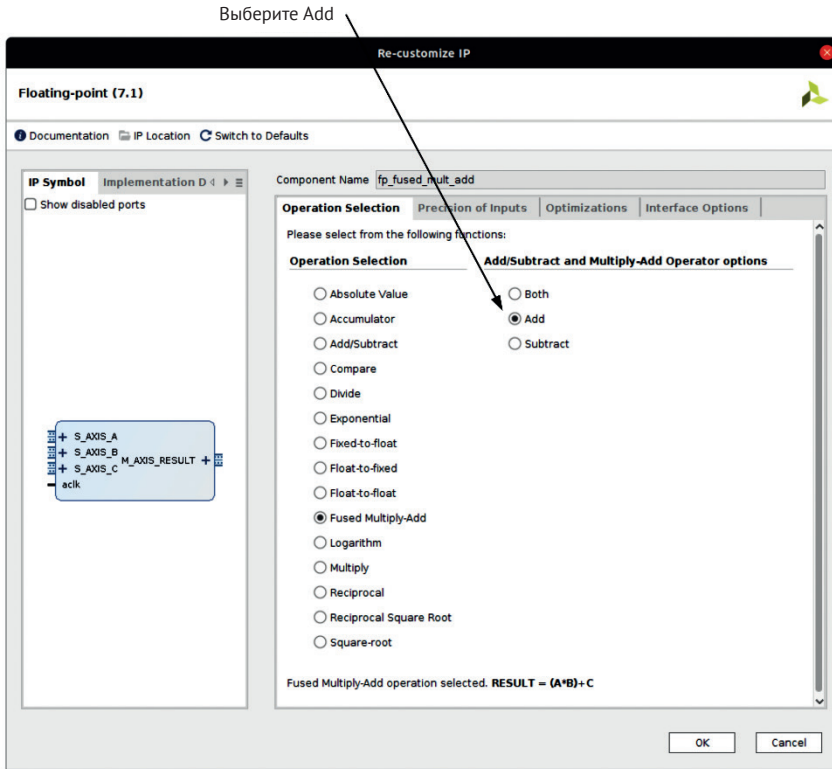 Выберите Add
Re-customize IP
Floating-point (7.1)
Documentation IP Location Switch to Defaults
IP Symbol Implementation D
Show disabled ports
S_AXIS_A
S_AXIS_B
S_AXIS_C
aclk
M_AXIS_RESULT
Component Name fp_fused_mult_add
Operation Selection Precision of Inputs Optimizations Interface Options
Please select from the following functions:
Operation Selection Add/Subtract and Multiply-Add Operator options
Absolute Value Both
Accumulator Add
Add/Subtract Subtract
Compare
Divide
Exponential
Fixed-to-float
Float-to-fixed
Float-to-float
Fused Multiply-Add
Logarithm
Multiply
Reciprocal
Reciprocal Square Root
Square-root
Fused Multiply-Add operation selected. RESULT = (A*B)+C
OK Cancel